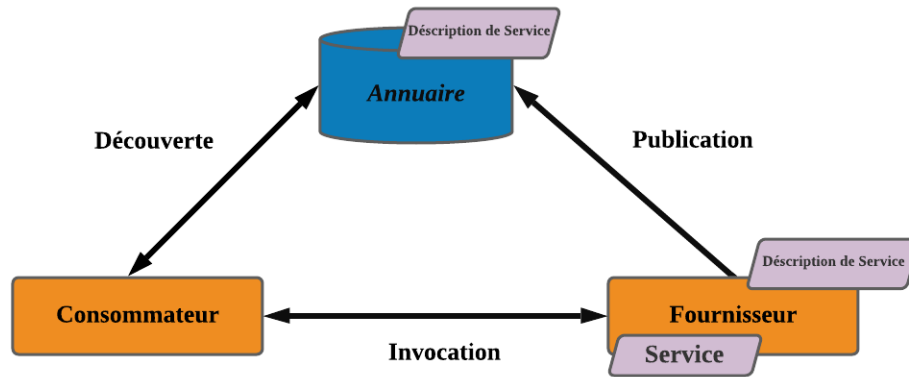 Déscription de Service
Annuaire
Découverte
Publication
Déscription de Service
Consommateur
Fournisseur
Invocation
Service